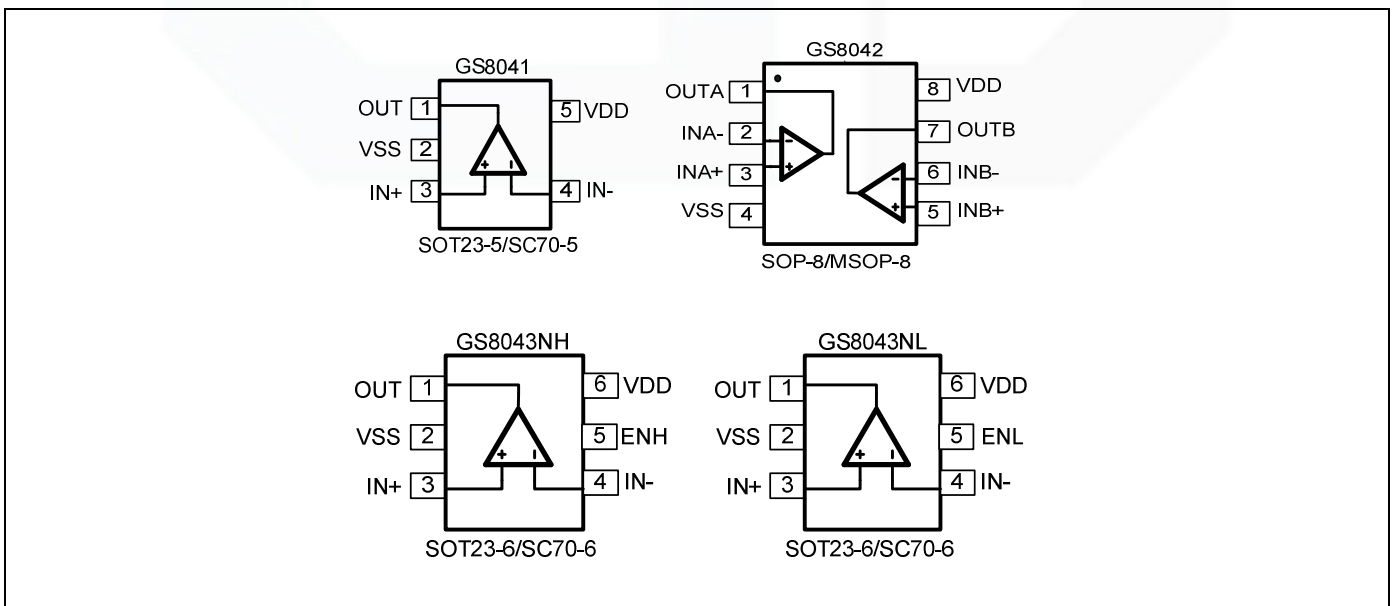 GS8041
OUT 1 5 VDD
VSS 2
IN+ 3 4 IN-
+ -
SOT23-5/SC70-5
GS8042
OUTA 1 8 VDD
INA- 2 7 OUTB
INA+ 3 6 INB-
VSS 4 5 INB+
- +
- +
SOP-8/MSOP-8
GS8043NH
OUT 1 6 VDD
VSS 2 5 ENH
IN+ 3 4 IN-
+ -
SOT23-6/SC70-6
GS8043NL
OUT 1 6 VDD
VSS 2 5 ENL
IN+ 3 4 IN-
+ -
SOT23-6/SC70-6